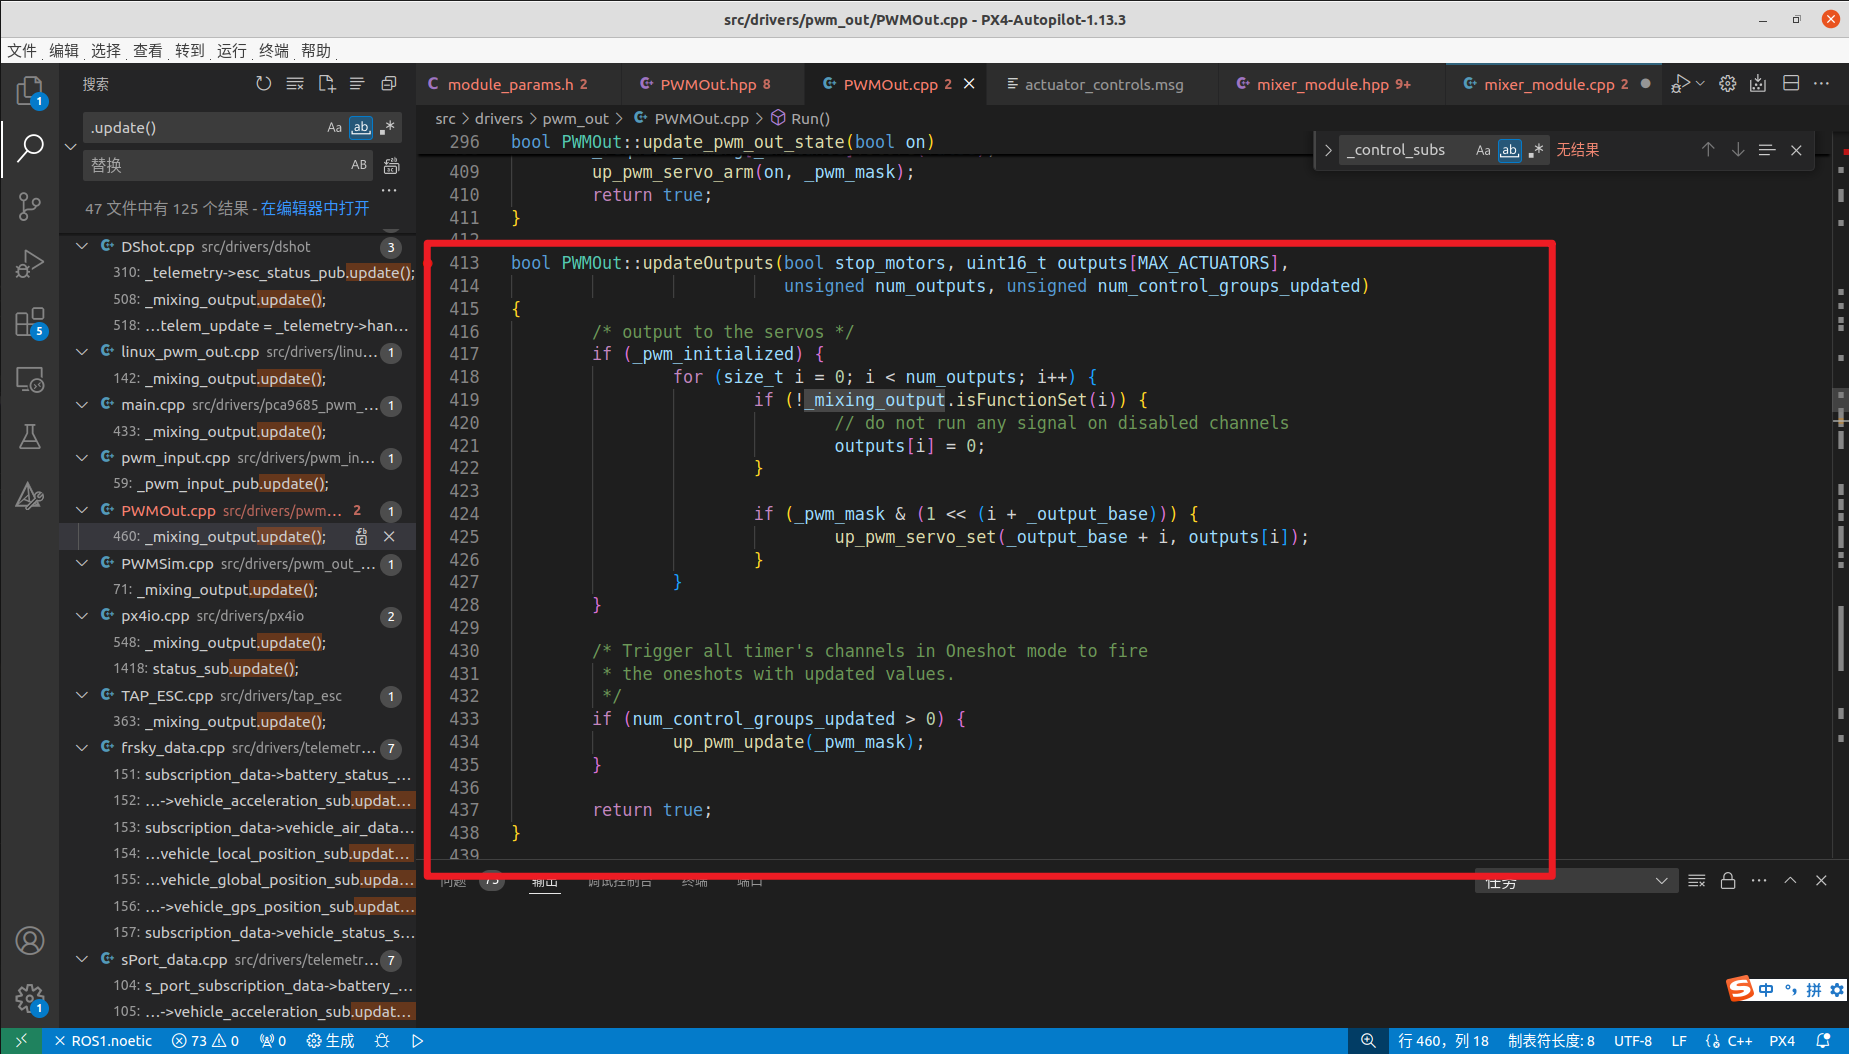 src/drivers/pwm_out/PWMOut.cpp - PX4-Autopilot-1.13.3
文件 编辑 选择 查看 转到 运行 终端 帮助
搜索
module_params.h 2 PWMOut.hpp 8 PWMOut.cpp 2 actuator_controls.msg mixer_module.hpp 9+ mixer_module.cpp 2
.update() Aa ab
替换 AB
47 文件中有 125 个结果 - 在编辑器中打开
DShot.cpp src/drivers/dshot 3
310: _telemetry->esc_status_pub.update();
508: _mixing_output.update();
518: …telem_update = _telemetry->han…
linux_pwm_out.cpp src/drivers/linu… 1
142: _mixing_output.update();
main.cpp src/drivers/pca9685_pwm_… 1
433: _mixing_output.update();
pwm_input.cpp src/drivers/pwm_in… 1
59: _pwm_input_pub.update();
PWMOut.cpp src/drivers/pwm… 2 1
460: _mixing_output.update();
PWMSim.cpp src/drivers/pwm_out_… 1
71: _mixing_output.update();
px4io.cpp src/drivers/px4io 2
548: _mixing_output.update();
1418: status_sub.update();
TAP_ESC.cpp src/drivers/tap_esc 1
363: _mixing_output.update();
frsky_data.cpp src/drivers/telemetr… 7
151: subscription_data->battery_status_…
152: …->vehicle_acceleration_sub.updat…
153: subscription_data->vehicle_air_data…
154: …vehicle_local_position_sub.updat…
155: …vehicle_global_position_sub.upda…
156: …->vehicle_gps_position_sub.updat…
157: subscription_data->vehicle_status_s…
sPort_data.cpp src/drivers/telemetr… 7
104: s_port_subscription_data->battery_…
105: …->vehicle_acceleration_sub.updat…
src > drivers > pwm_out > PWMOut.cpp > Run()
_control_subs Aa ab 无结果
296 bool PWMOut::update_pwm_out_state(bool on)
409 up_pwm_servo_arm(on, _pwm_mask);
410 return true;
411 }
412
413 bool PWMOut::updateOutputs(bool stop_motors, uint16_t outputs[MAX_ACTUATORS],
414 unsigned num_outputs, unsigned num_control_groups_updated)
415 {
416 /* output to the servos */
417 if (_pwm_initialized) {
418 for (size_t i = 0; i < num_outputs; i++) {
419 if (!_mixing_output.isFunctionSet(i)) {
420 // do not run any signal on disabled channels
421 outputs[i] = 0;
422 }
423
424 if (_pwm_mask & (1 << (i + _output_base))) {
425 up_pwm_servo_set(_output_base + i, outputs[i]);
426 }
427 }
428 }
429
430 /* Trigger all timer's channels in Oneshot mode to fire
431 * the oneshots with updated values.
432 */
433 if (num_control_groups_updated > 0) {
434 up_pwm_update(_pwm_mask);
435 }
436
437 return true;
438 }
439
问题 75 输出 调试控制台 终端 端口 任务
1
5
1
中 拼
ROS1.noetic 73 0 0 生成 行 460，列 18 制表符长度: 8 UTF-8 LF C++ PX4